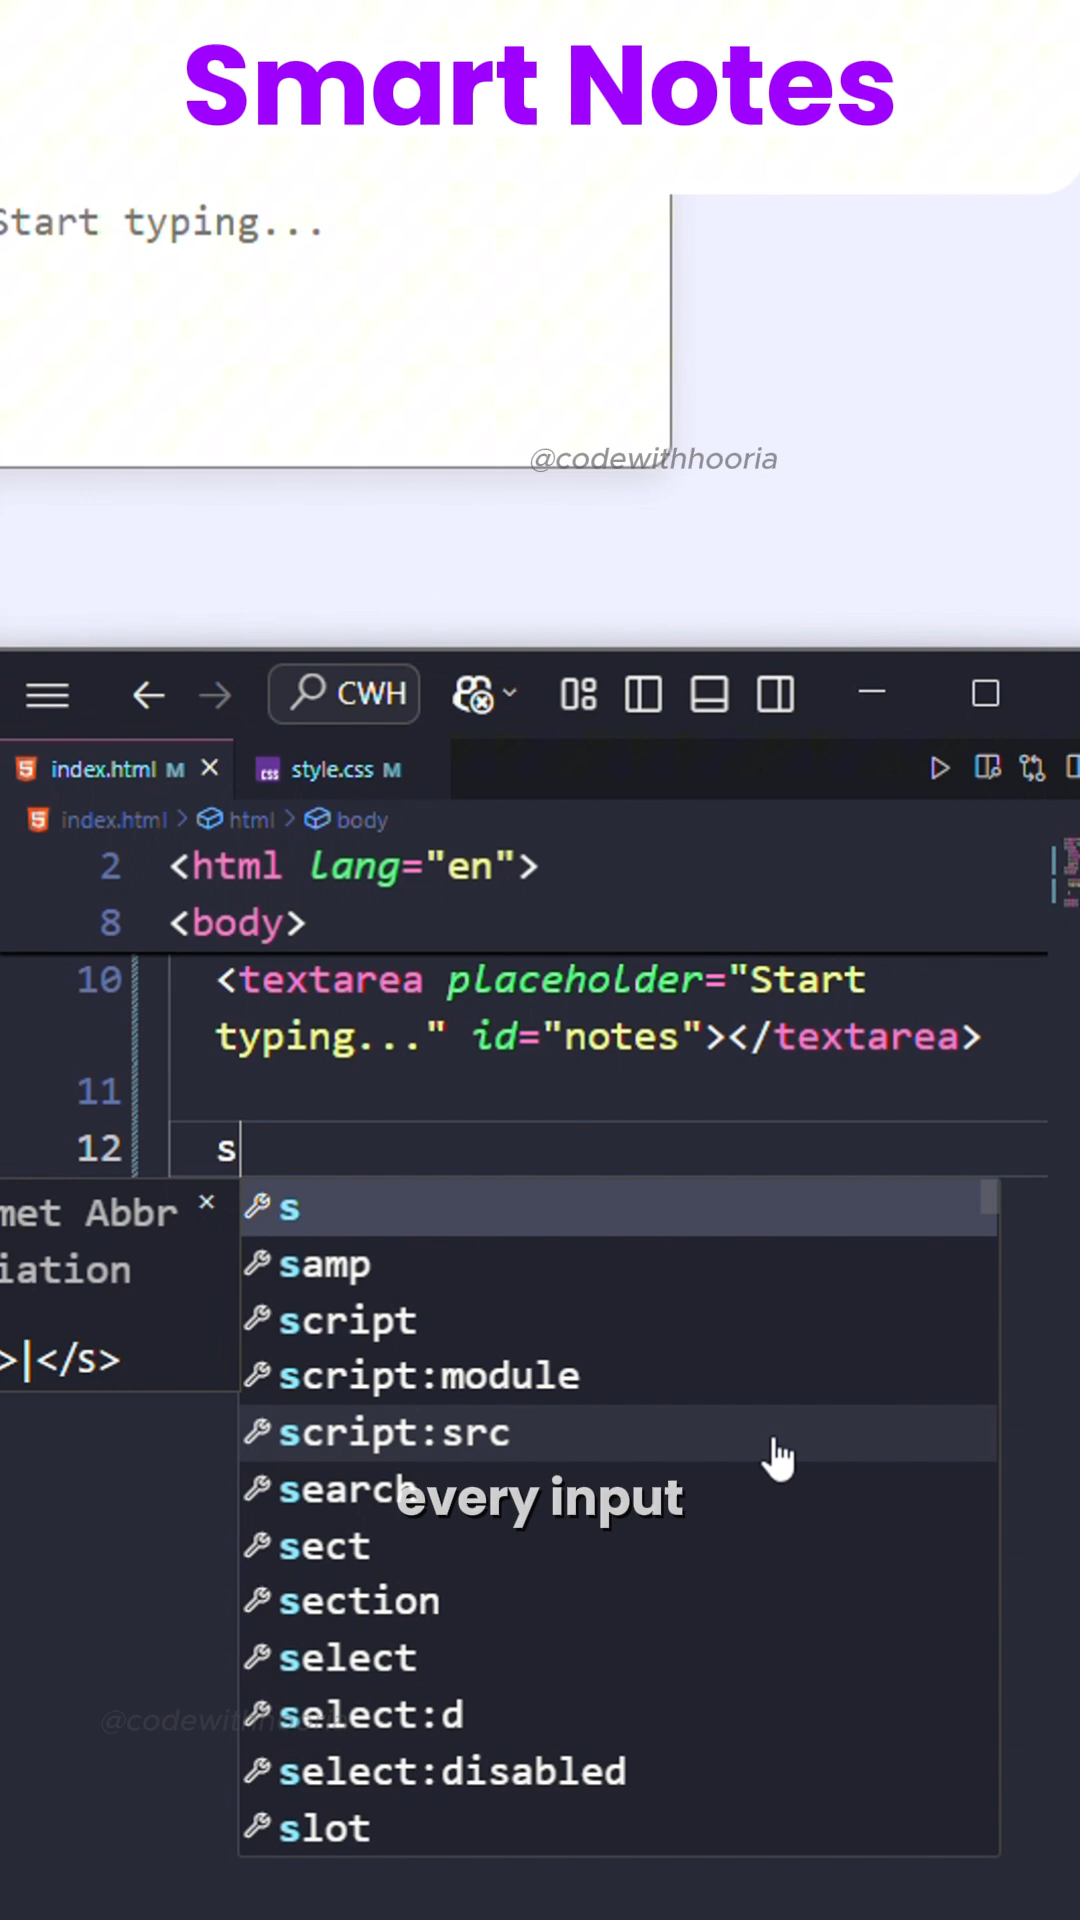 Smart Notes
Start typing...
@codewithhooria
CWH
index.html M
style.css M
index.html > html > body
2 <html lang="en">
8 <body>
10 <textarea placeholder="Start
typing..." id="notes"></textarea>
11
12 s
met Abbr
iation
>|</s>
s
samp
script
script:module
script:src
search
every input
sect
section
select
select:d
@codewithhooria
select:disabled
slot